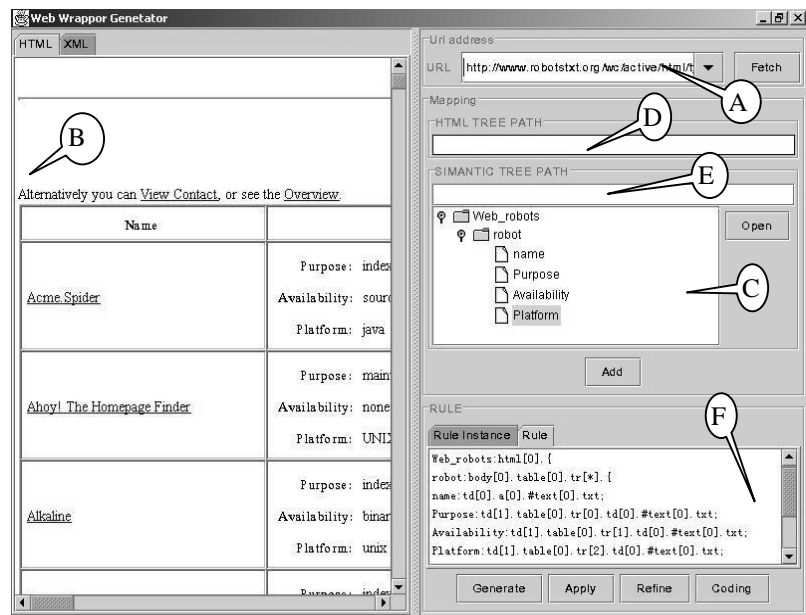 Web Wrappor Genetator
HTML XML
B
Alternatively you can View Contact, or see the Overview.
Name
Purpose:
Acme.Spider
Availability:
Platform: java
Purpose:
Ahoy! The Homepage Finder
Availability: none
Platform:
Purpose:
Alkaline
Availability:
Platform: unix
Url address
URL http://www.robotstxt.org/wc/active/html/t Fetch
A
Mapping
D
HTML TREE PATH
SIMANTIC TREE PATH
E
Web_robots
Open
robot
name
Purpose
Availability
C
Platform
Add
RULE
F
Rule Instance Rule
Web_robots:html[0]. {
robot:body[0]. table[0]. tr[*]. {
name:td[0]. a[0]. #text[0]. txt;
Purpose:td[1]. table[0]. tr[0]. td[0]. #text[0]. txt;
Availability:td[1]. table[0]. tr[1]. td[0]. #text[0]. txt;
Platform:td[1]. table[0]. tr[2]. td[0]. #text[0]. txt;
Generate Apply Refine Coding